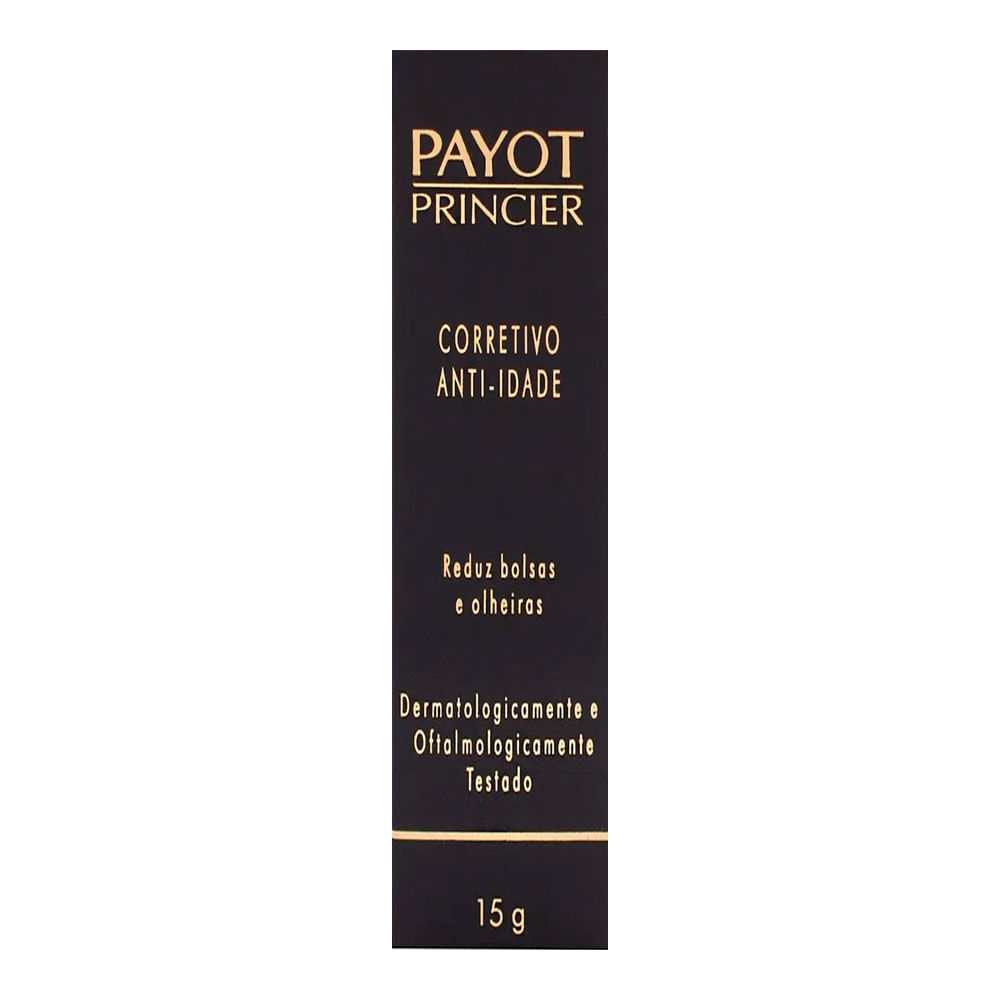 PAYOT
PRINCIER
CORRETIVO
ANTI-IDADE
Reduz bolsas
e olheiras
Dermatologicamente e
Oftalmologicamente
Testado
15 g